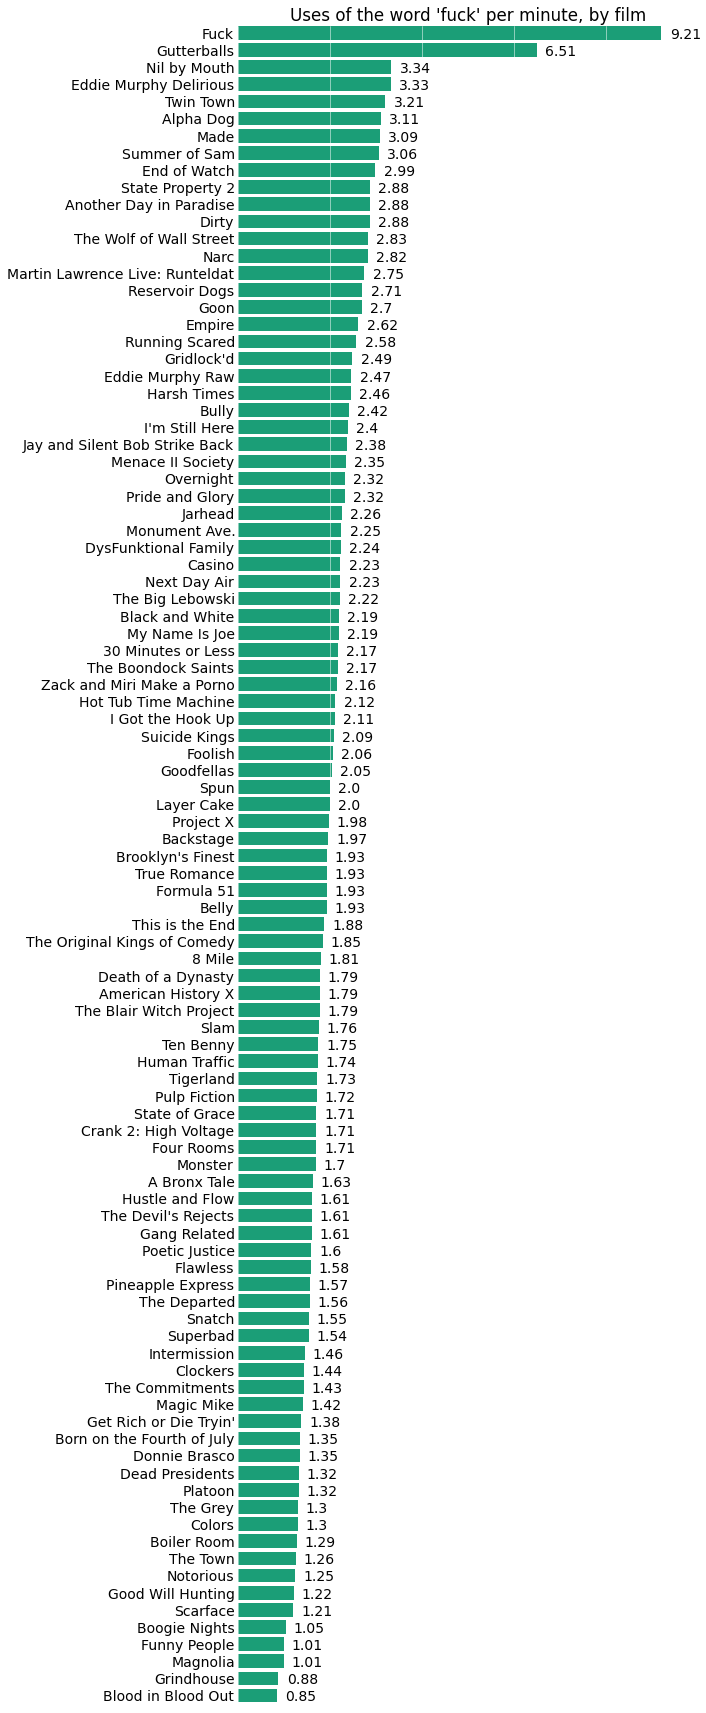 Uses of the word 'fuck' per minute, by film
Fuck 9.21
Gutterballs 6.51
Nil by Mouth 3.34
Eddie Murphy Delirious 3.33
Twin Town 3.21
Alpha Dog 3.11
Made 3.09
Summer of Sam 3.06
End of Watch 2.99
State Property 2 2.88
Another Day in Paradise 2.88
Dirty 2.88
The Wolf of Wall Street 2.83
Narc 2.82
Martin Lawrence Live: Runteldat 2.75
Reservoir Dogs 2.71
Goon 2.7
Empire 2.62
Running Scared 2.58
Gridlock'd 2.49
Eddie Murphy Raw 2.47
Harsh Times 2.46
Bully 2.42
I'm Still Here 2.4
Jay and Silent Bob Strike Back 2.38
Menace II Society 2.35
Overnight 2.32
Pride and Glory 2.32
Jarhead 2.26
Monument Ave. 2.25
DysFunktional Family 2.24
Casino 2.23
Next Day Air 2.23
The Big Lebowski 2.22
Black and White 2.19
My Name Is Joe 2.19
30 Minutes or Less 2.17
The Boondock Saints 2.17
Zack and Miri Make a Porno 2.16
Hot Tub Time Machine 2.12
I Got the Hook Up 2.11
Suicide Kings 2.09
Foolish 2.06
Goodfellas 2.05
Spun 2.0
Layer Cake 2.0
Project X 1.98
Backstage 1.97
Brooklyn's Finest 1.93
True Romance 1.93
Formula 51 1.93
Belly 1.93
This is the End 1.88
The Original Kings of Comedy 1.85
8 Mile 1.81
Death of a Dynasty 1.79
American History X 1.79
The Blair Witch Project 1.79
Slam 1.76
Ten Benny 1.75
Human Traffic 1.74
Tigerland 1.73
Pulp Fiction 1.72
State of Grace 1.71
Crank 2: High Voltage 1.71
Four Rooms 1.71
Monster 1.7
A Bronx Tale 1.63
Hustle and Flow 1.61
The Devil's Rejects 1.61
Gang Related 1.61
Poetic Justice 1.6
Flawless 1.58
Pineapple Express 1.57
The Departed 1.56
Snatch 1.55
Superbad 1.54
Intermission 1.46
Clockers 1.44
The Commitments 1.43
Magic Mike 1.42
Get Rich or Die Tryin' 1.38
Born on the Fourth of July 1.35
Donnie Brasco 1.35
Dead Presidents 1.32
Platoon 1.32
The Grey 1.3
Colors 1.3
Boiler Room 1.29
The Town 1.26
Notorious 1.25
Good Will Hunting 1.22
Scarface 1.21
Boogie Nights 1.05
Funny People 1.01
Magnolia 1.01
Grindhouse 0.88
Blood in Blood Out 0.85